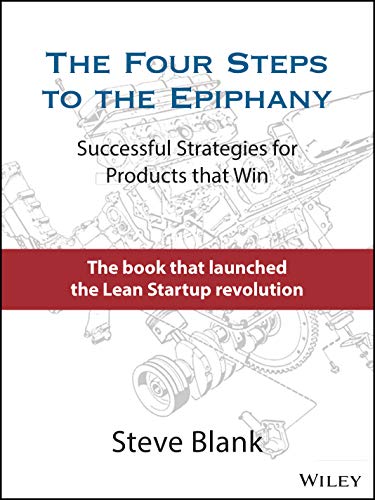 The Four Steps
to the Epiphany
Successful Strategies for
Products that Win
The book that launched
the Lean Startup revolution
Steve Blank
WILEY